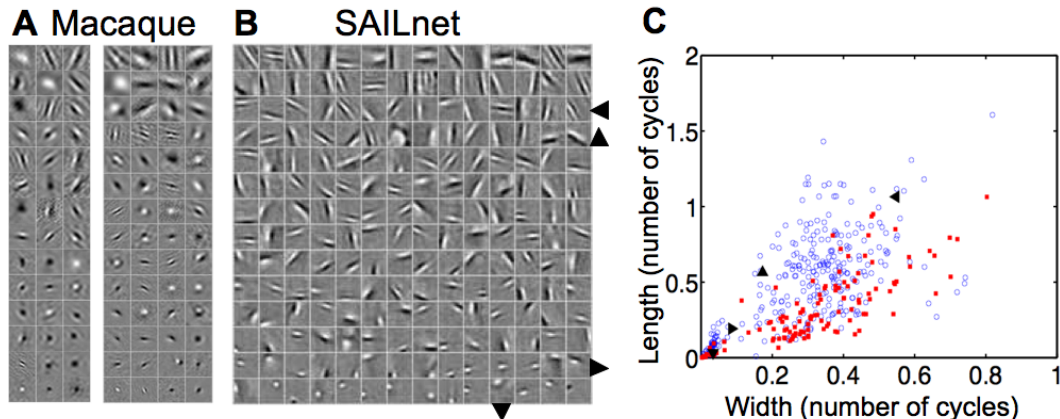 A Macaque
B SAILnet
C
Length (number of cycles)
2
1.5
1
0.5
0
0.2 0.4 0.6 0.8 1
Width (number of cycles)